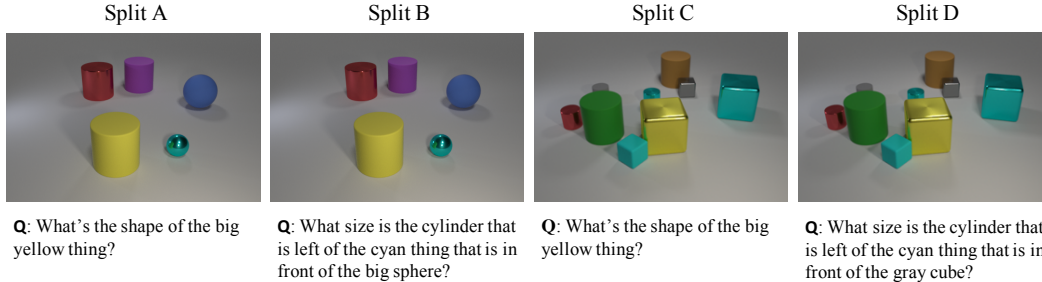 Split A
Split B
Split C
Split D
Q: What's the shape of the big
yellow thing?
Q: What size is the cylinder that
is left of the cyan thing that is in
front of the big sphere?
Q: What's the shape of the big
yellow thing?
Q: What size is the cylinder that
is left of the cyan thing that is in
front of the gray cube?